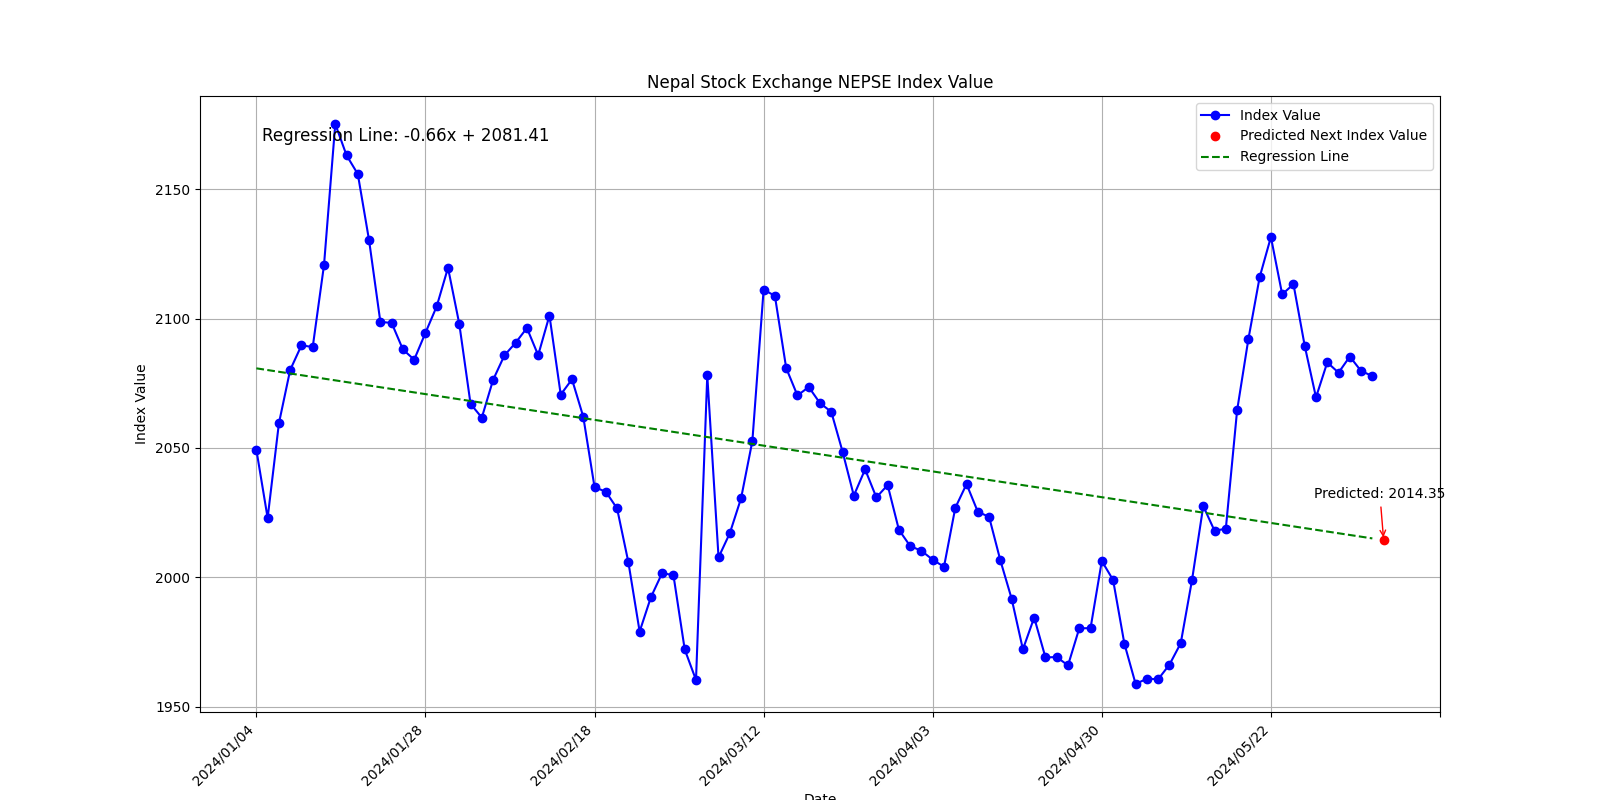 Nepal Stock Exchange NEPSE Index Value
Regression Line: -0.66x + 2081.41
Index Value
Predicted Next Index Value
Regression Line
2150
2100
2050
2000
1950
Index Value
Predicted: 2014.35
2024/01/04
2024/01/28
2024/02/18
2024/03/12
2024/04/03
2024/04/30
2024/05/22
Date